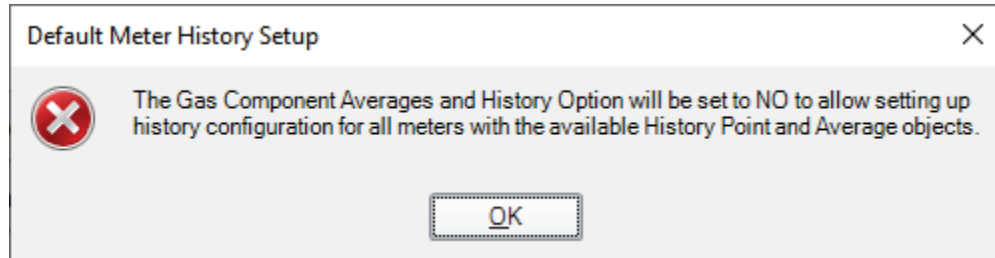 Default Meter History Setup
The Gas Component Averages and History Option will be set to NO to allow setting up
history configuration for all meters with the available History Point and Average objects.
OK